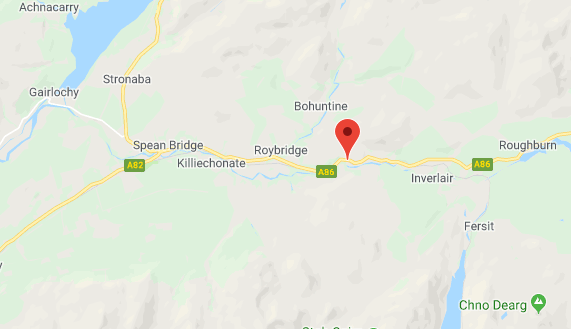 Achnacarry
Stronaba
Gairlochy
Bohuntine
Spean Bridge
Roybridge
Roughburn
A82
Killiechonate
A86
A86
Inverlair
Fersit
Chno Dearg